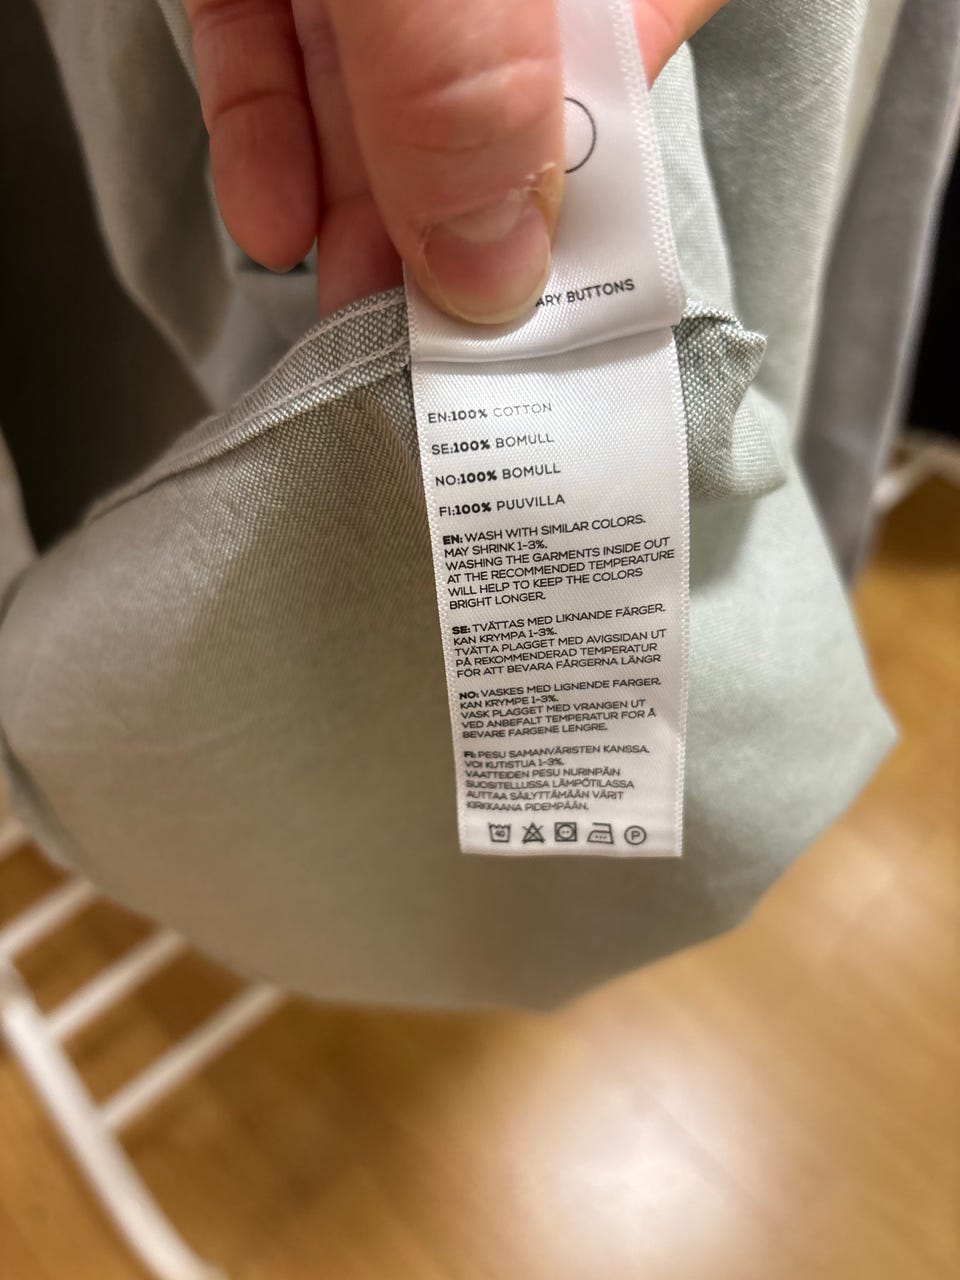 ARY BUTTONS
EN:100% COTTON
SE:100% BOMULL
NO:100% BOMULL
FI:100% PUUVILLA
EN: WASH WITH SIMILAR COLORS.
MAY SHRINK 1-3%.
WASHING THE GARMENTS INSIDE OUT
AT THE RECOMMENDED TEMPERATURE
WILL HELP TO KEEP THE COLORS
BRIGHT LONGER.
SE: TVÄTTAS MED LIKNANDE FÄRGER.
KAN KRYMPA 1-3%.
TVÄTTA PLAGGET MED AVIGSIDAN UT
PÅ REKOMMENDERAD TEMPERATUR
FÖR ATT BEVARA FÄRGERNA LÄNGR
NO: VASKES MED LIGNENDE FARGER.
KAN KRYMPE 1-3%.
VASK PLAGGET MED VRANGEN UT
VED ANBEFALT TEMPERATUR FOR Å
BEVARE FARGENE LENGRE.
FI: PESU SAMANVÄRISTEN KANSSA.
VOI KUTISTUA 1-3%.
VAATTEIDEN PESU NURINPÄIN
SUOSITELLUSSA LÄMPÖTILASSA
AUTTAA SÄILYTTÄMÄÄN VÄRIT
KIRKKAANA PIDEMPÄÄN.
40 P